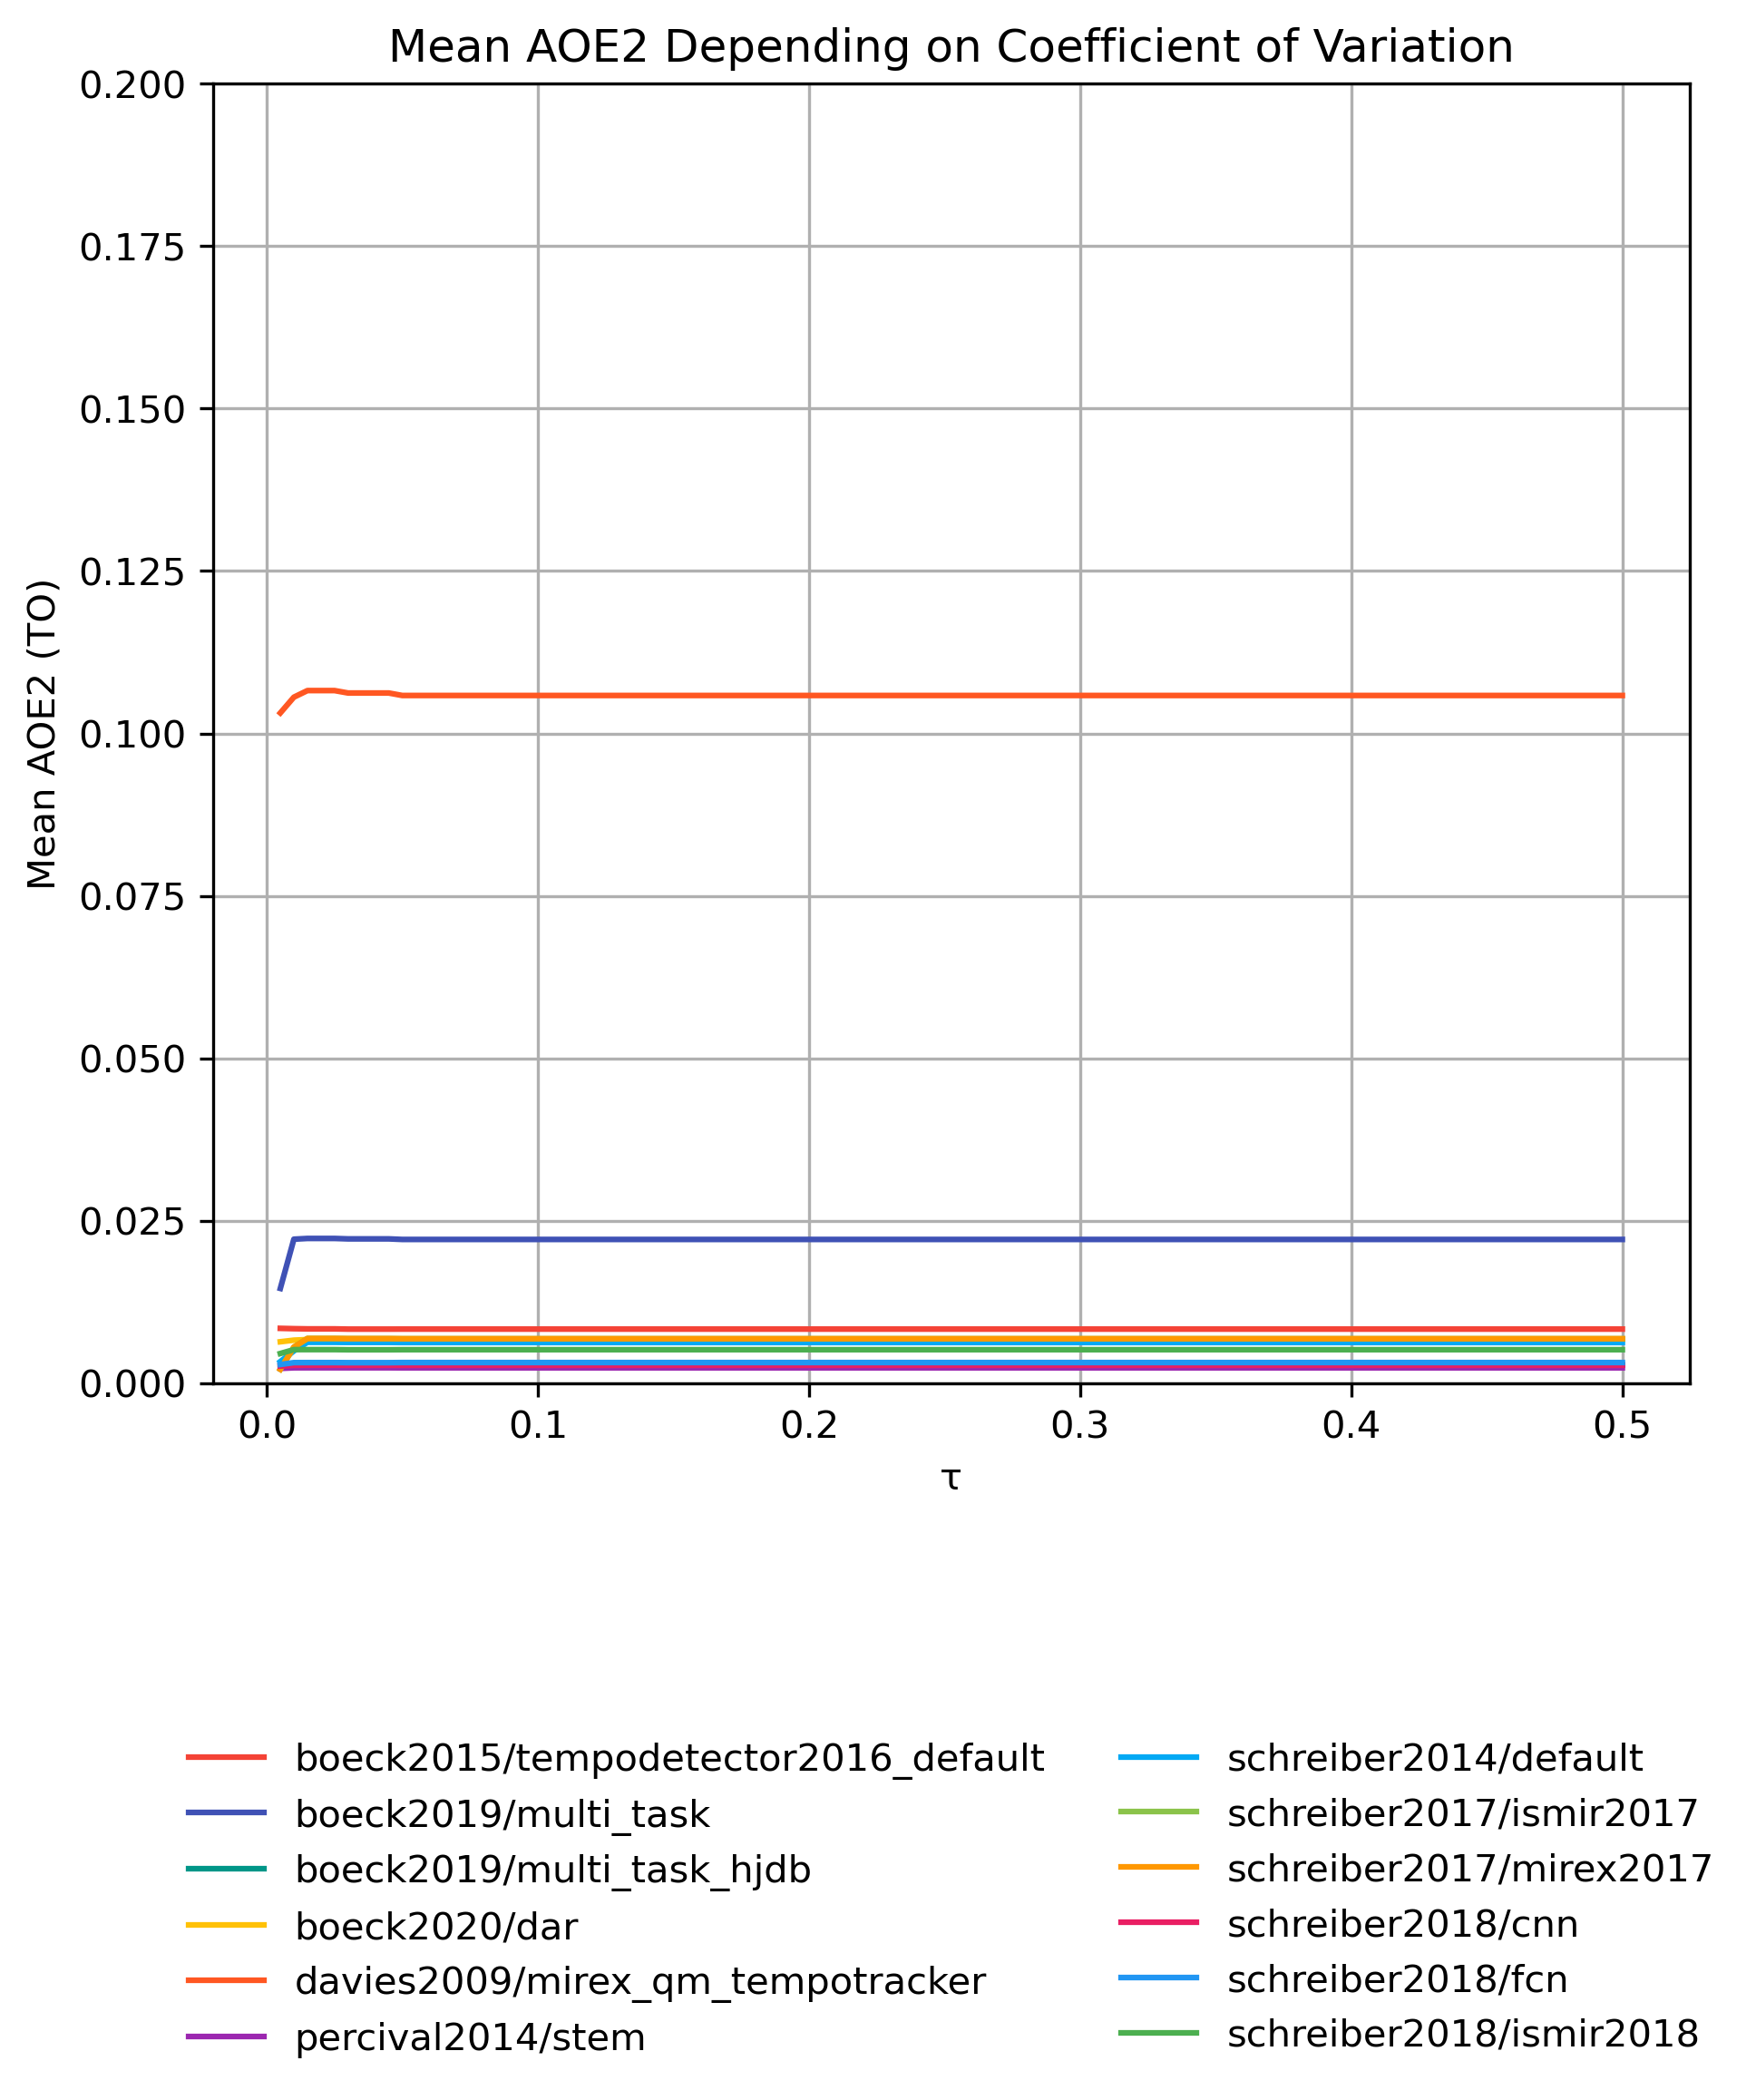 Mean AOE2 Depending on Coefficient of Variation
0.200
0.175
0.150
0.125
0.100
0.075
0.050
0.025
0.000
Mean AOE2 (TO)
0.0 0.1 0.2 0.3 0.4 0.5
τ
boeck2015/tempodetector2016_default
boeck2019/multi_task
boeck2019/multi_task_hjdb
boeck2020/dar
davies2009/mirex_qm_tempotracker
percival2014/stem
schreiber2014/default
schreiber2017/ismir2017
schreiber2017/mirex2017
schreiber2018/cnn
schreiber2018/fcn
schreiber2018/ismir2018